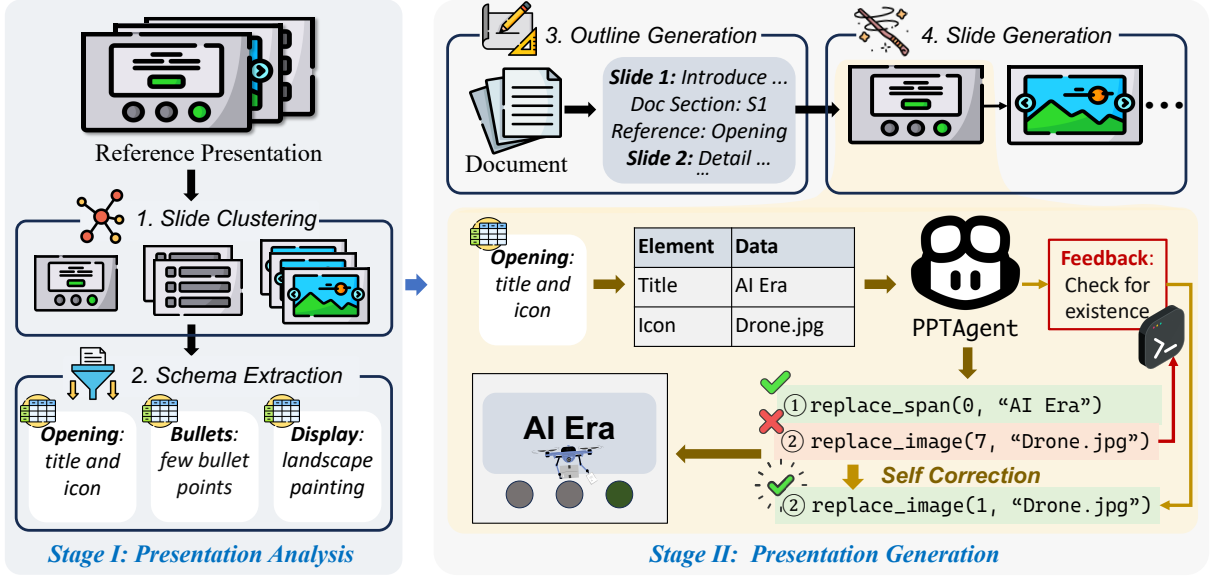 Reference Presentation
1. Slide Clustering
2. Schema Extraction
Opening:
title and
icon
Bullets:
few bullet
points
Display:
landscape
painting
Stage I: Presentation Analysis
3. Outline Generation
Document
Slide 1: Introduce ...
Doc Section: S1
Reference: Opening
Slide 2: Detail ...
...
4. Slide Generation
Opening:
title and
icon
Element Data
Title AI Era
Icon Drone.jpg
PPTAgent
Feedback:
Check for
existence
① replace_span(0, “AI Era”)
② replace_image(7, “Drone.jpg”)
Self Correction
② replace_image(1, “Drone.jpg”)
AI Era
Stage II: Presentation Generation